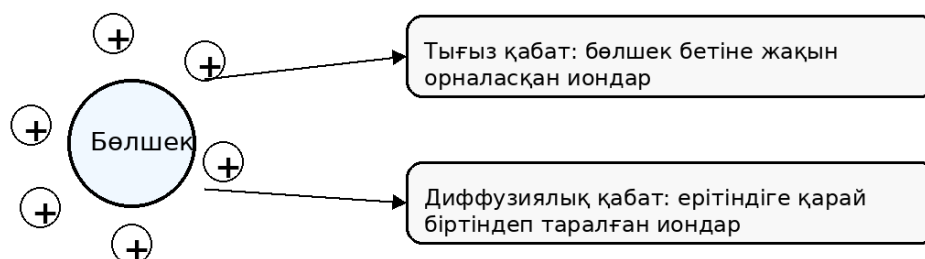 +
+
Тығыз қабат: бөлшек бетіне жақын
орналасқан иондар
+
Бөлшек
+
+
Диффузиялық қабат: ерітіндіге қарай
біртіндеп таралған иондар
+
+